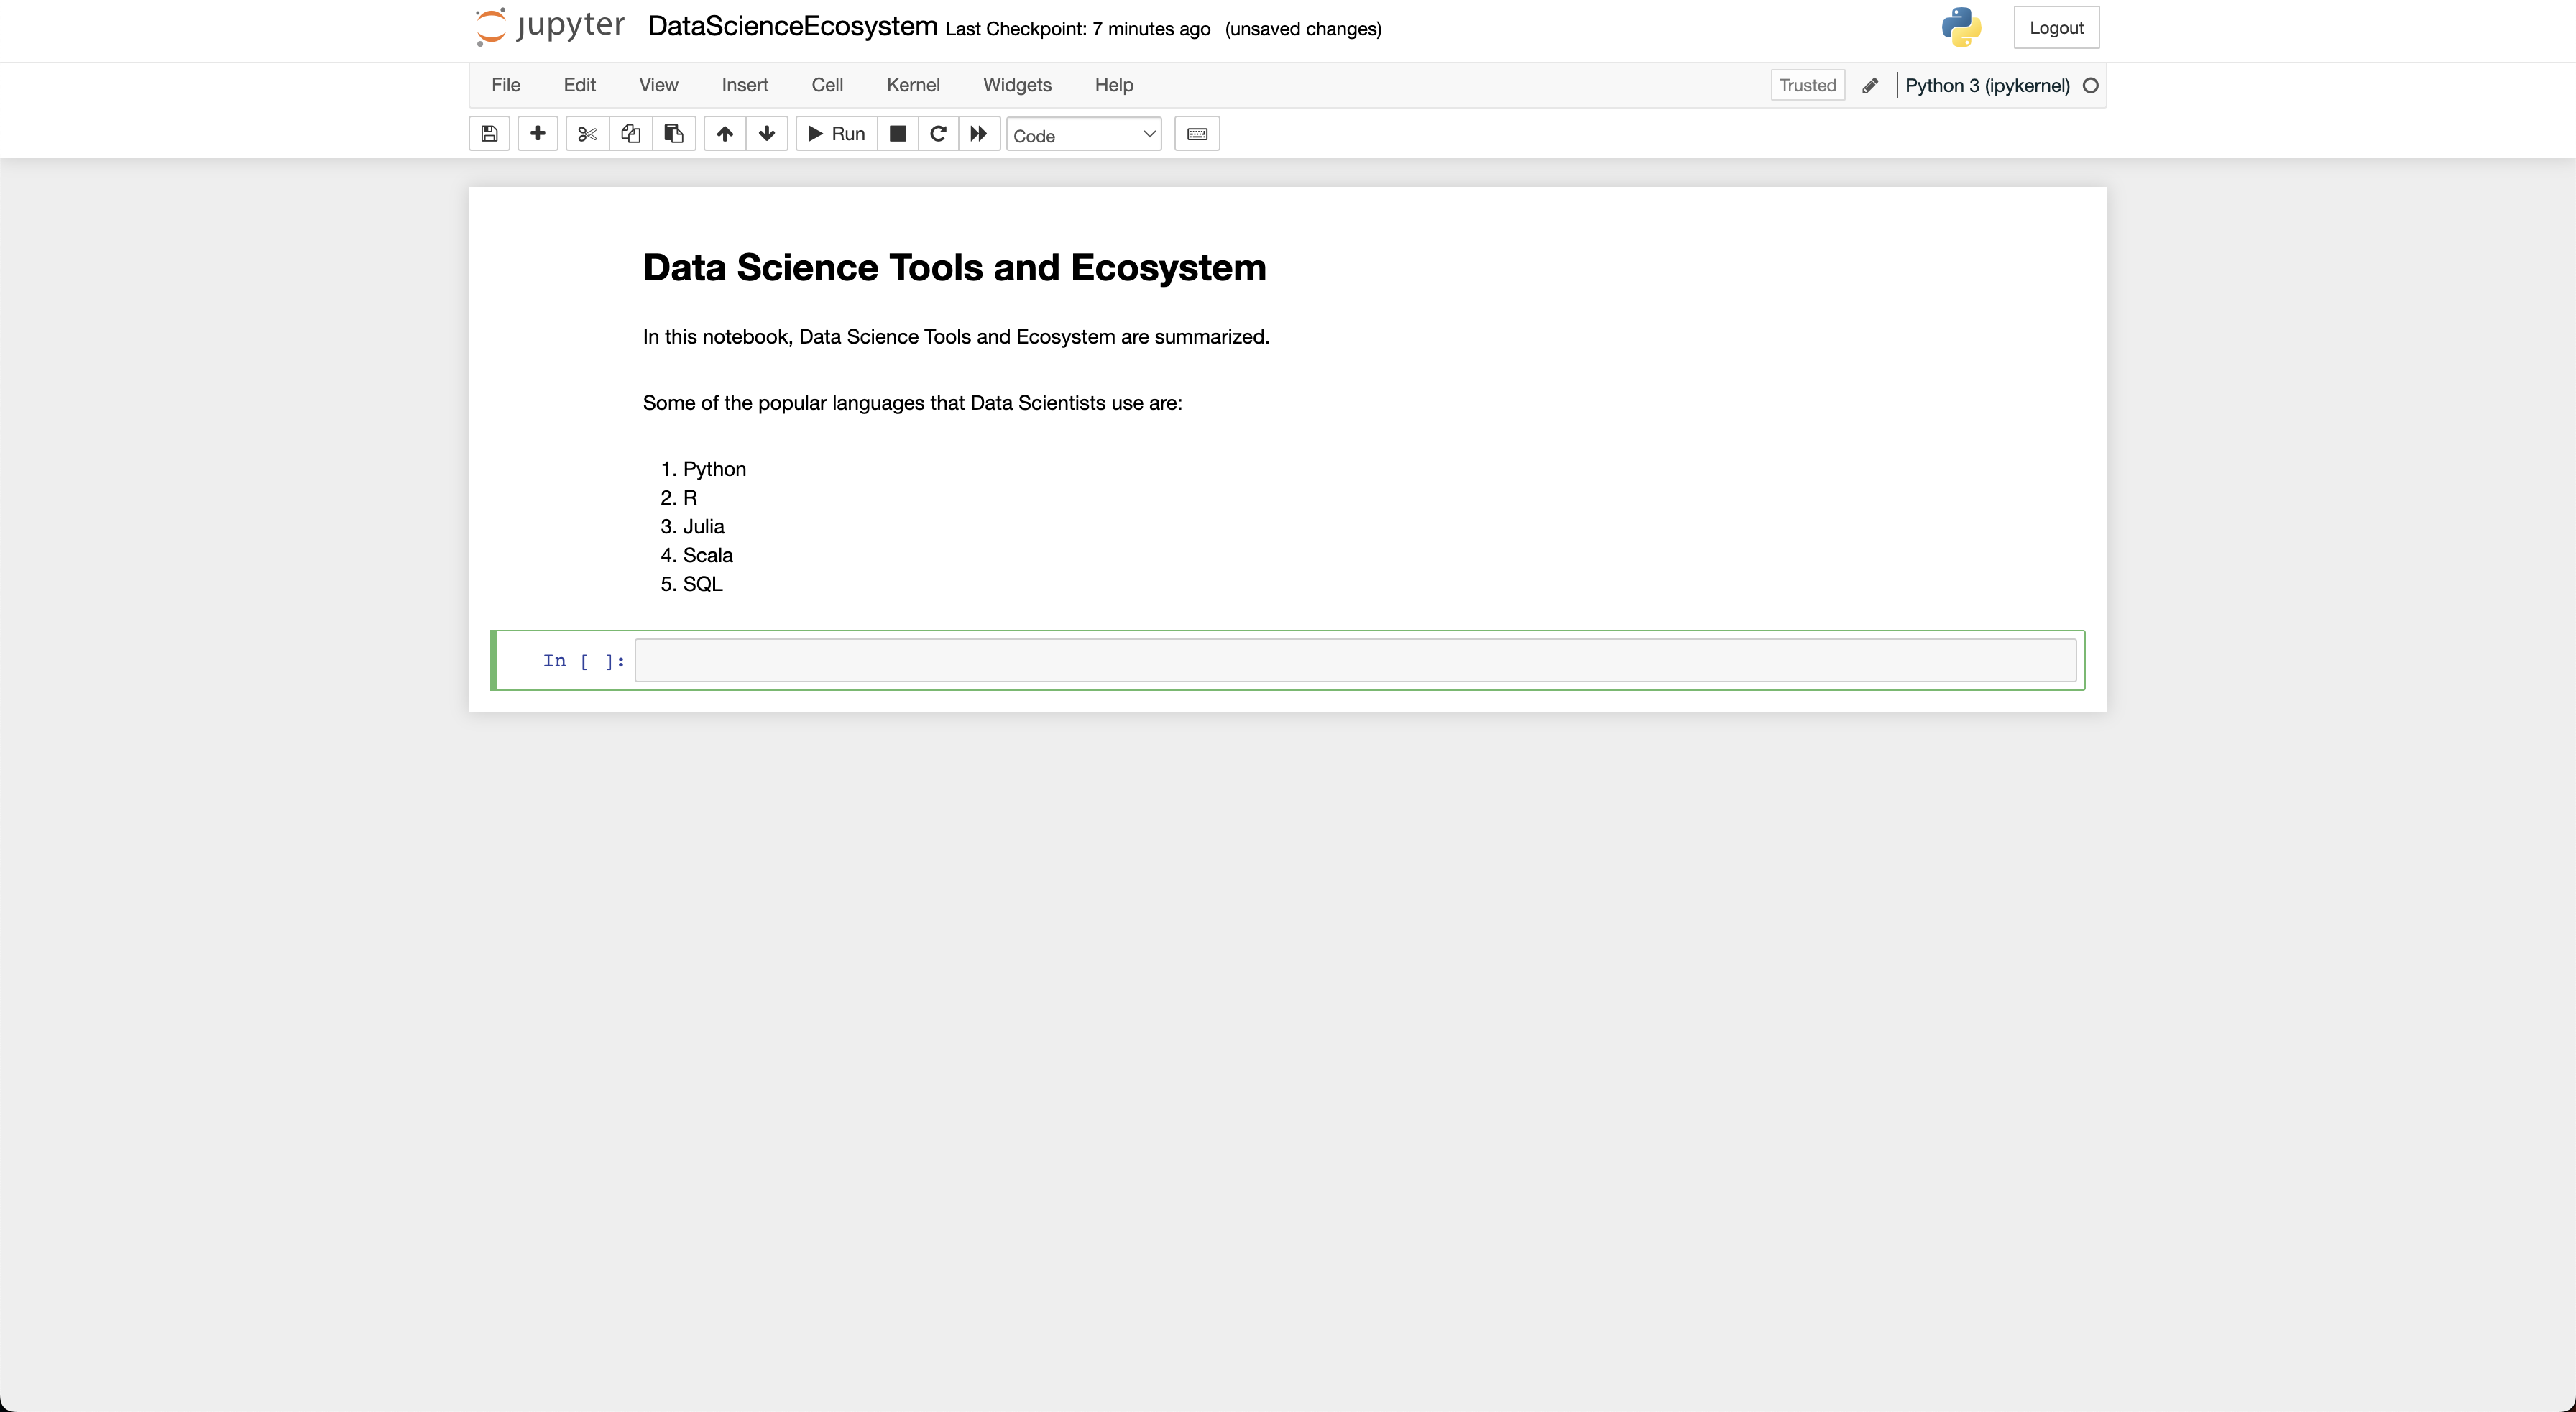 jupyter DataScienceEcosystem Last Checkpoint: 7 minutes ago (unsaved changes) Logout
File Edit View Insert Cell Kernel Widgets Help Trusted Python 3 (ipykernel)
Run Code
Data Science Tools and Ecosystem
In this notebook, Data Science Tools and Ecosystem are summarized.
Some of the popular languages that Data Scientists use are:
1. Python
2. R
3. Julia
4. Scala
5. SQL
In [ ]: